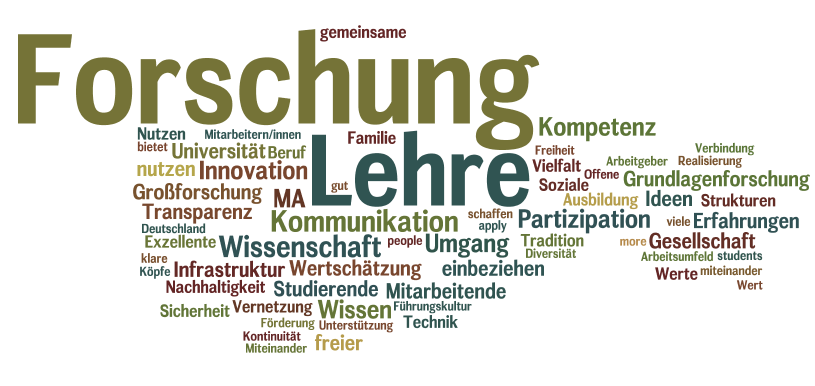 gemeinsame
Forschung
Kompetenz
Nutzen Mitarbeitern/innen Familie
bietet Universität Beruf Lehre Freiheit Verbindung
nutzen Innovation Vielfalt Offene Arbeitgeber Realisierung
Großforschung MA gut Soziale Grundlagenforschung
Transparenz Ausbildung Ideen Strukturen
Deutschland Kommunikation schaffen apply Partizipation viele Erfahrungen
Exzellente Wissenschaft people Umgang Tradition more Gesellschaft
klare Diversität Arbeitsumfeld students
Köpfe Infrastruktur Wertschätzung einbeziehen Werte miteinander
Nachhaltigkeit Studierende Mitarbeitende Wert
Sicherheit Vernetzung Wissen Führungskultur
Förderung Unterstützung Technik
Kontinuität
Miteinander freier